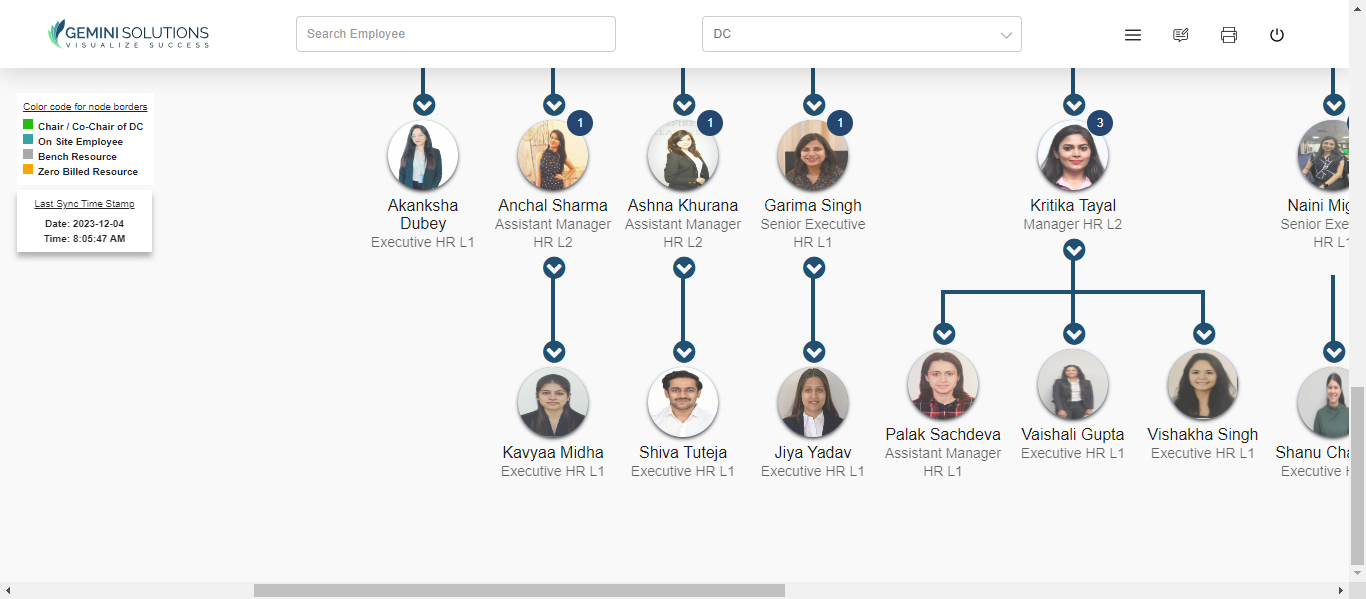 GEMINI SOLUTIONS
VISUALIZE SUCCESS
Search Employee
DC
Color code for node borders
Chair / Co-Chair of DC
On Site Employee
Bench Resource
Zero Billed Resource
Last Sync Time Stamp
Date: 2023-12-04
Time: 8:05:47 AM
Akanksha
Dubey
Executive HR L1
1
Anchal Sharma
Assistant Manager
HR L2
1
Ashna Khurana
Assistant Manager
HR L2
1
Garima Singh
Senior Executive
HR L1
3
Kritika Tayal
Manager HR L2
Naini
Senior
HR L1
Kavyaa Midha
Executive HR L1
Shiva Tuteja
Executive HR L1
Jiya Yadav
Executive HR L1
Palak Sachdeva
Assistant Manager
HR L1
Vaishali Gupta
Executive HR L1
Vishakha Singh
Executive HR L1
Shanu
Executive